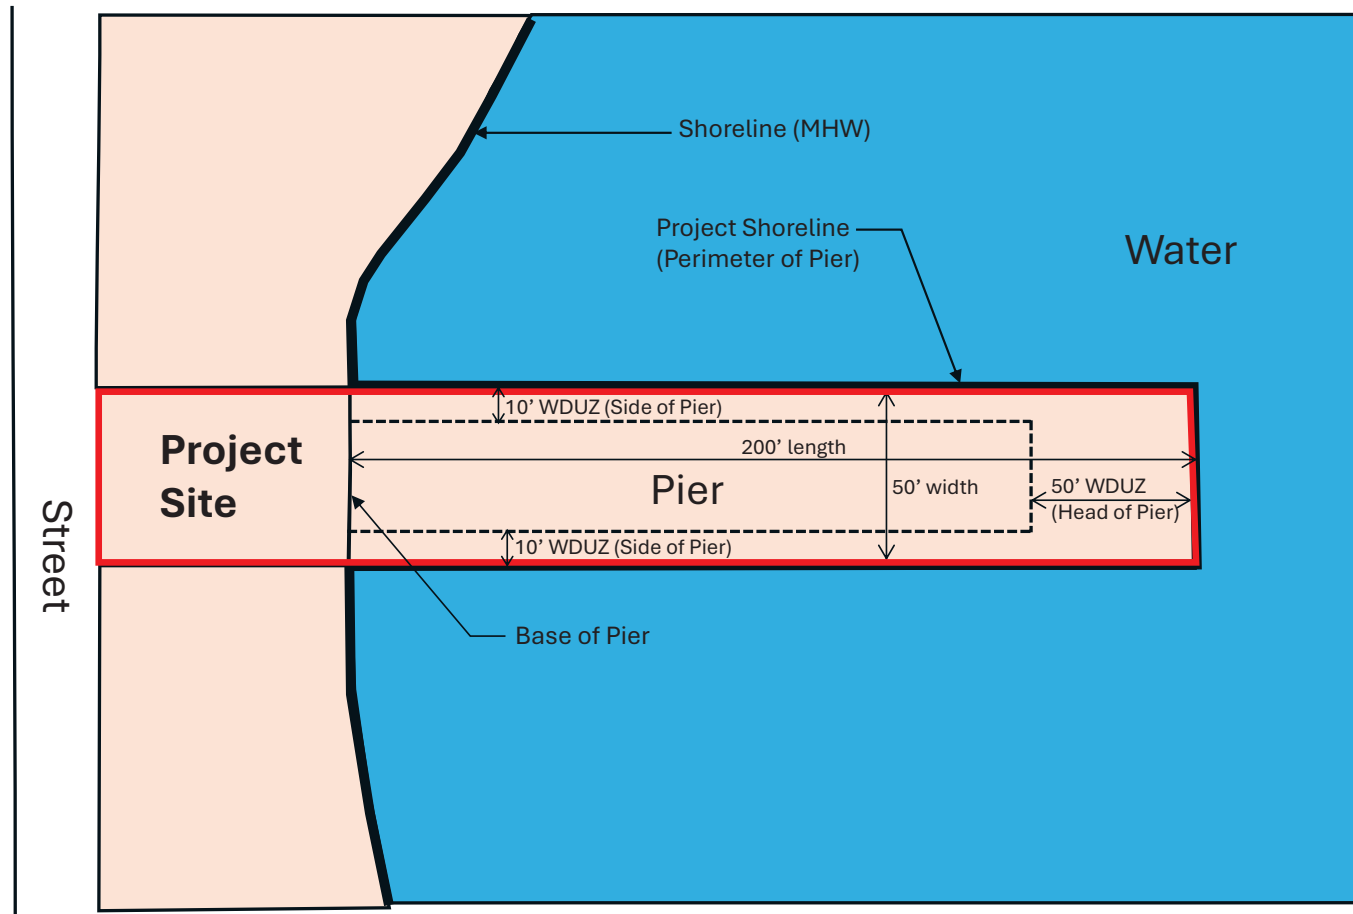 Shoreline (MHW)
Project Shoreline
(Perimeter of Pier)
Water
10’ WDUZ (Side of Pier)
Project
Site
200’ length
Pier
50’ width
50’ WDUZ
(Head of Pier)
10’ WDUZ (Side of Pier)
Street
Base of Pier